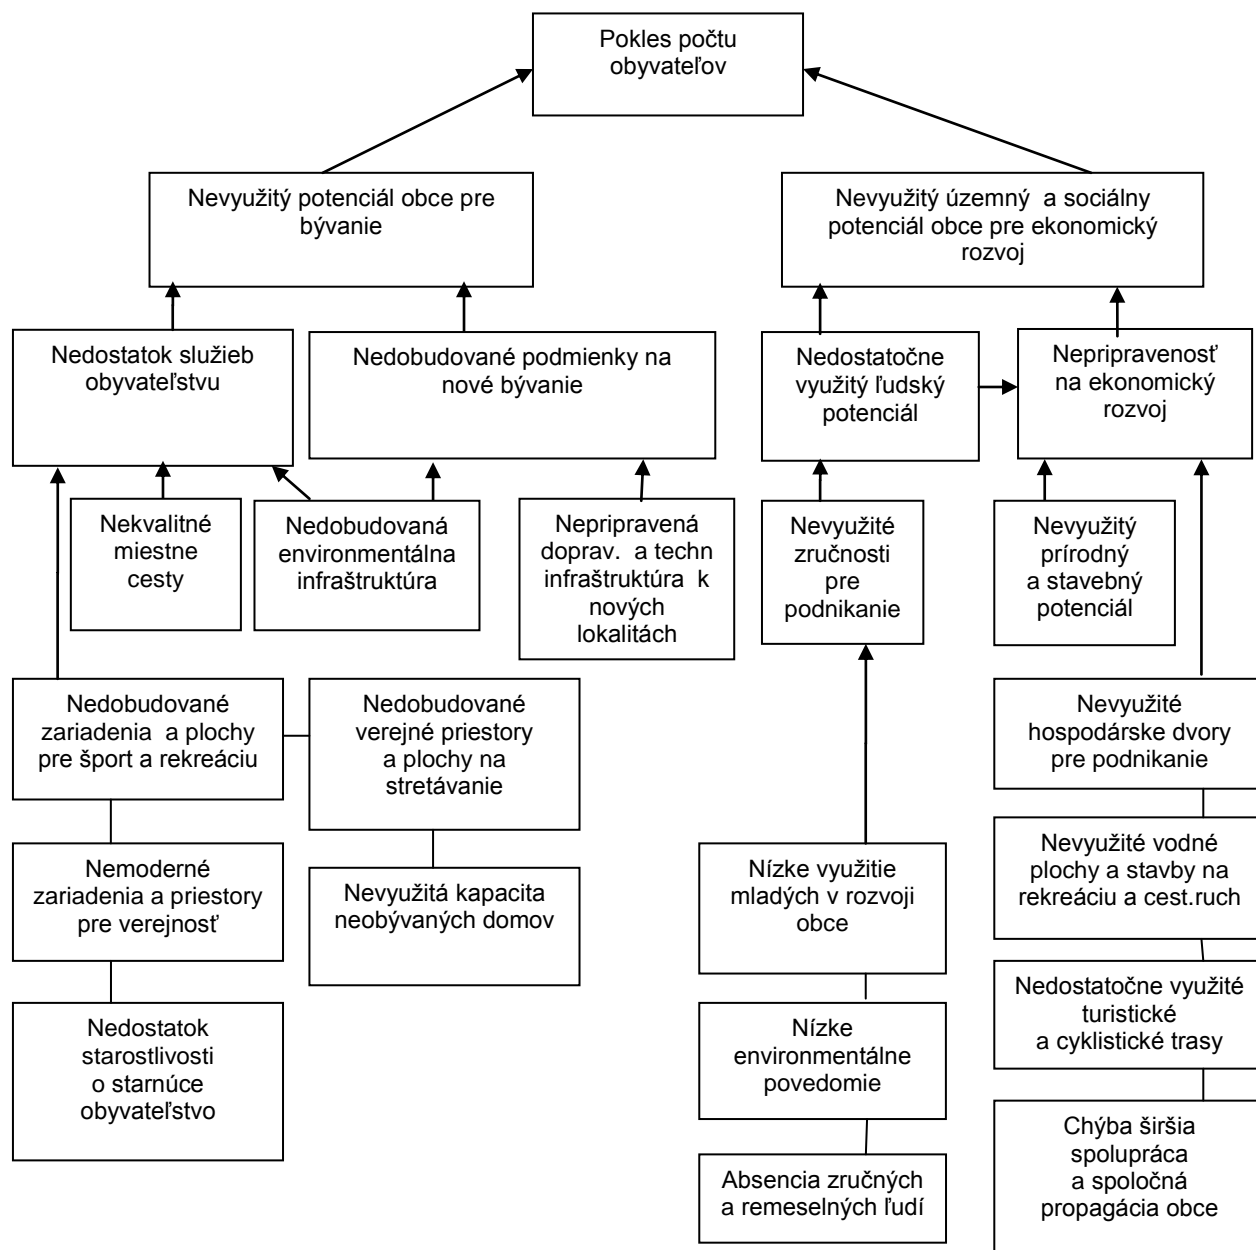 Pokles počtu
obyvateľov
Nevyužitý potenciál obce pre
bývanie
Nevyužitý územný a sociálny
potenciál obce pre ekonomický
rozvoj
Nedostatok služieb
obyvateľstvu
Nedobudované podmienky na
nové bývanie
Nedostatočne
využitý ľudský
potenciál
Nepripravenosť
na ekonomický
rozvoj
Nekvalitné
miestne
cesty
Nedobudovaná
environmentálna
infraštruktúra
Nepripravená
doprav. a techn
infraštruktúra k
nových
lokalitách
Nevyužité
zručnosti
pre
podnikanie
Nevyužitý
prírodný
a stavebný
potenciál
Nedobudované
zariadenia a plochy
pre šport a rekreáciu
Nedobudované
verejné priestory
a plochy na
stretávanie
Nevyužité
hospodárske dvory
pre podnikanie
Nemoderné
zariadenia a priestory
pre verejnosť
Nevyužitá kapacita
neobývaných domov
Nízke využitie
mladých v rozvoji
obce
Nevyužité vodné
plochy a stavby na
rekreáciu a cest.ruch
Nedostatok
starostlivosti
o starnúce
obyvateľstvo
Nízke
environmentálne
povedomie
Nedostatočne využité
turistické
a cyklistické trasy
Absencia zručných
a remeselných ľudí
Chýba širšia
spolupráca
a spoločná
propagácia obce